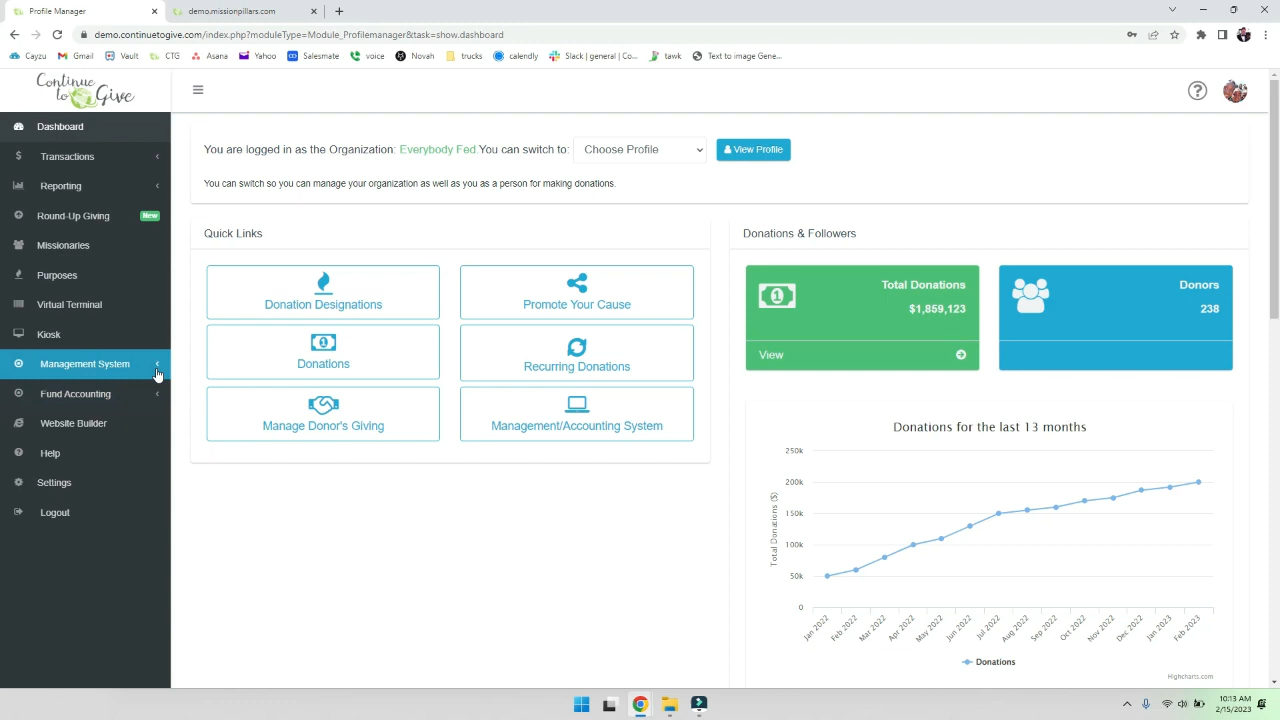 Profile Manager
demo.missionpillars.com
demo.continuetogive.com/index.php?moduleType=Module_Profilemanager&task=show.dashboard
Cayzu
Gmail
Vault
CTG
Asana
Yahoo
Salesmate
voice
Novah
trucks
calendly
Slack | general | Co...
tawk
Text to image Gene...
Continue to Give
Dashboard
Transactions
Reporting
Round-Up Giving New
Missionaries
Purposes
Virtual Terminal
Kiosk
Management System
Fund Accounting
Website Builder
Help
Settings
Logout
You are logged in as the Organization: Everybody Fed You can switch to: Choose Profile View Profile
You can switch so you can manage your organization as well as you as a person for making donations.
Quick Links
Donation Designations
Promote Your Cause
Donations
Recurring Donations
Manage Donor's Giving
Management/Accounting System
Donations & Followers
Total Donations
$1,859,123
View
Donors
238
Donations for the last 13 months
Total Donations ($)
250k
200k
150k
100k
50k
0
Jan 2022
Feb 2022
Mar 2022
Apr 2022
May 2022
Jun 2022
Jul 2022
Aug 2022
Sep 2022
Oct 2022
Nov 2022
Dec 2022
Jan 2023
Feb 2023
Donations
Highcharts.com
10:13 AM
2/15/2023